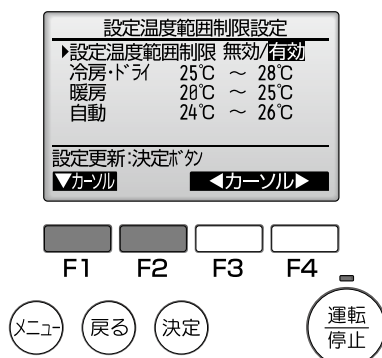 設定温度範囲制限設定
▶設定温度範囲制限 無効/有効
冷房・ドライ 25℃ ～ 28℃
暖房 20℃ ～ 25℃
自動 24℃ ～ 26℃
設定更新:決定ボタン
▼カーソル ◀カーソル▶
F1 F2 F3 F4
メニュー 戻る 決定 運転
停止